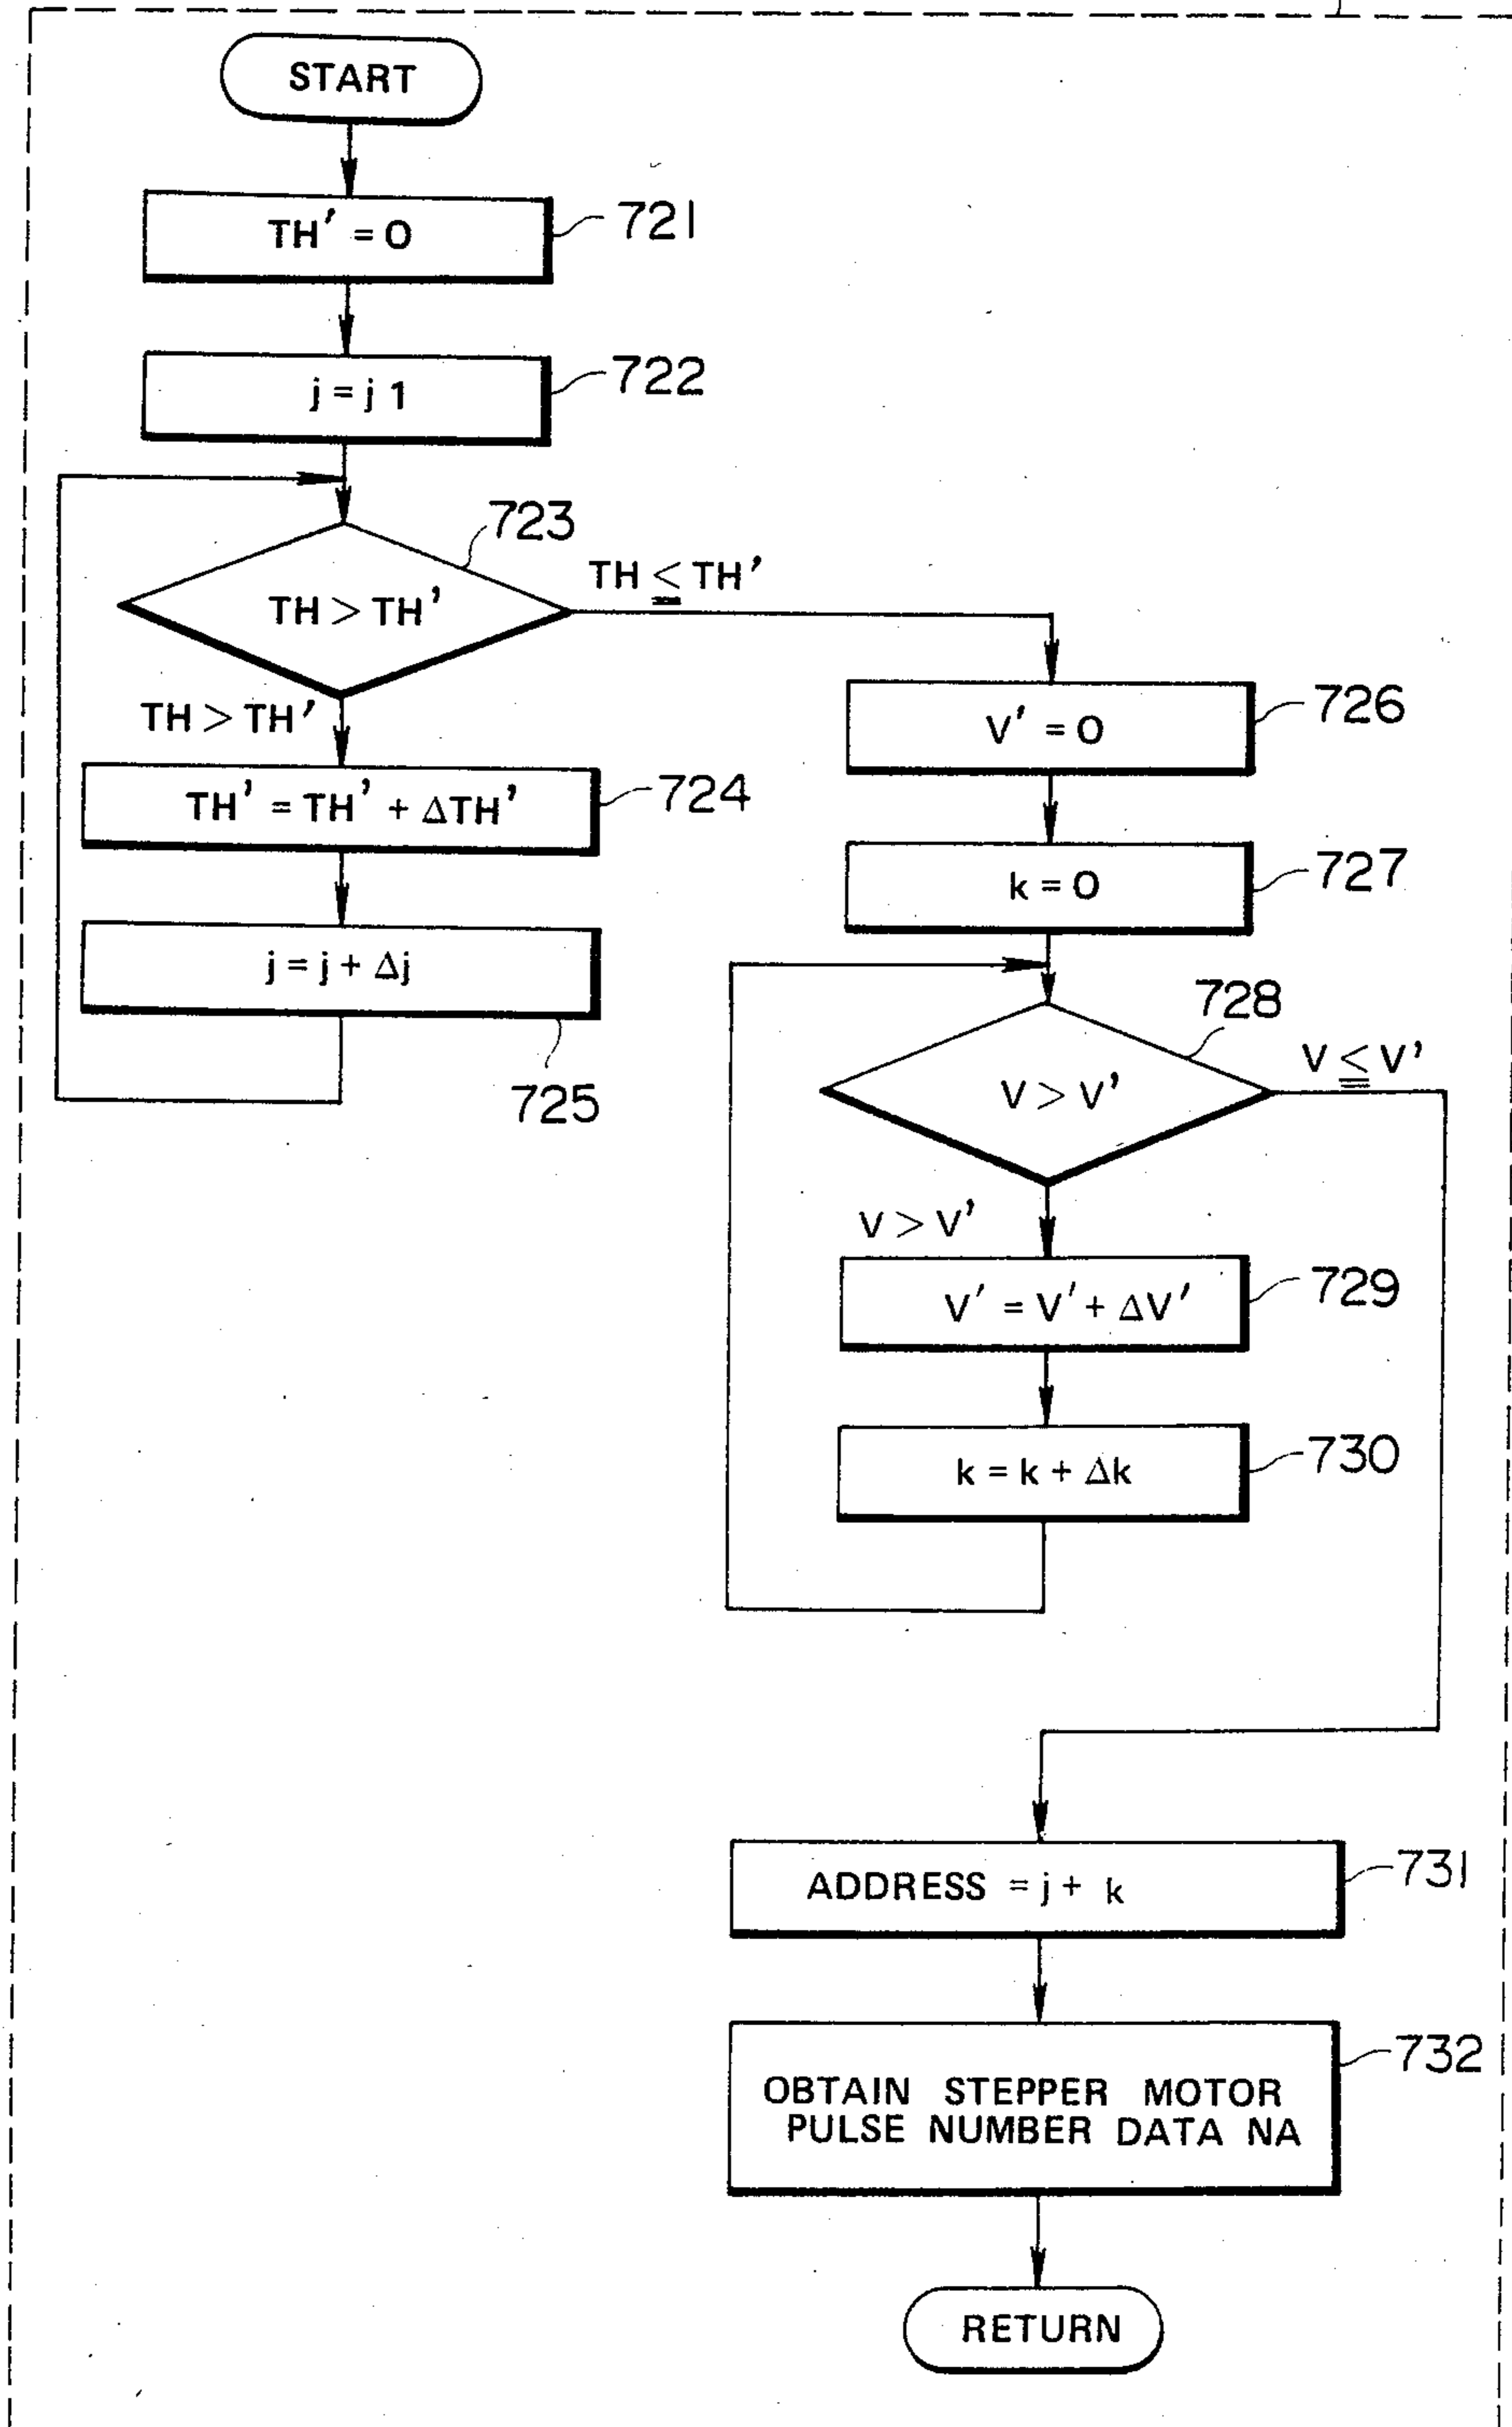 START
TH' = 0
721
j = j 1
722
723
TH > TH'
TH ≦ TH'
TH > TH'
TH' = TH' + ΔTH'
724
j = j + Δj
725
V' = 0
726
k = 0
727
728
V > V'
V ≦ V'
V > V'
V' = V' + ΔV'
729
k = k + Δk
730
ADDRESS = j + k
731
OBTAIN STEPPER MOTOR
PULSE NUMBER DATA NA
732
RETURN